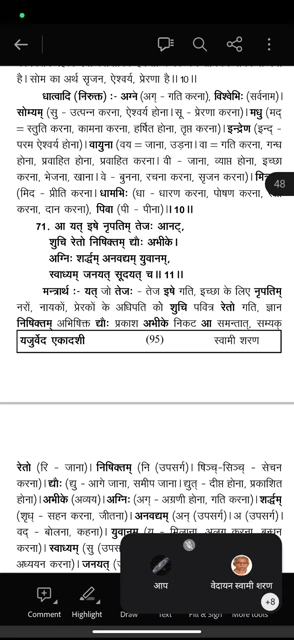 है। सोम का अर्थ सृजन, ऐश्वर्य, प्रेरणा है॥10॥
धात्वादि (निरुक्त) :- अग्ने (अग् - गति करना), विश्वेभिः (सर्वनाम)।
सोम्यम् (सु - उत्पन्न करना, ऐश्वर्य होना। सू - प्रेरणा करना)। मधु (मद्
= स्तुति करना, कामना करना, हर्षित होना, तृप्त करना)। इन्द्रेण (इन्द् -
परम ऐश्वर्य होना)। वायुना (वय = जाना, उड़ना। वा = गति करना, गन्ध
होना, प्रवाहित होना, प्रवाहित करना। वी - जाना, व्याप्त होना, इच्छा
करना, भेजना, खाना। वे - बुनना, रचना करना, सृजन करना)।
48
(मिद - प्रीति करना)। धामभिः (धा - धारण करना, पोषण करना,
करना, दान करना), पिवा (पी - पीना)॥10॥
71. आ यत् इषे नृपतिम् तेजः आनट्,
शुचि रेतो निषिक्तम् द्यौः अभीके।
अग्निः शर्द्धम् अनवद्यम् युवानम्,
स्वाध्यम् जनयत् सूदयत् च॥11॥
मन्त्रार्थ :- यत् जो तेजः - तेज इषे गति, इच्छा के लिए नृपतिम्
नरों, नायकों, प्रेरकों के अधिपति को शुचि पवित्र रेतो गति, ज्ञान
निषिक्तम् अभिषिक्त द्यौः प्रकाश अभीके निकट आ समन्तात्, सम्यक्
यजुर्वेद एकादशी (95) स्वामी शरण
रेतो (रि - जाना)। निषिक्तम् (नि (उपसर्ग)। षिञ्च्-सिञ्च् - सेचन
करना)। द्यौः (द्यु - आगे जाना, समीप जाना। द्युत् - दीप्त होना, प्रकाशित
होना)। अभीके (अव्यय)। अग्निः (अग् - अग्रणी होना, गति करना)। शर्द्धम्
(शृध् - सहन करना, जीतना)। अनवद्यम् (अन् (उपसर्ग)। अ (उपसर्ग)।
वद् - बोलना, कहना)। युवानम्
करना)। स्वाध्यम् (सु
अध्ययन करना)। जनयत्
आप
वेदायन स्वामी शरण
+8
Comment
Highlight
Draw
Text
Fill & Sign
More tools